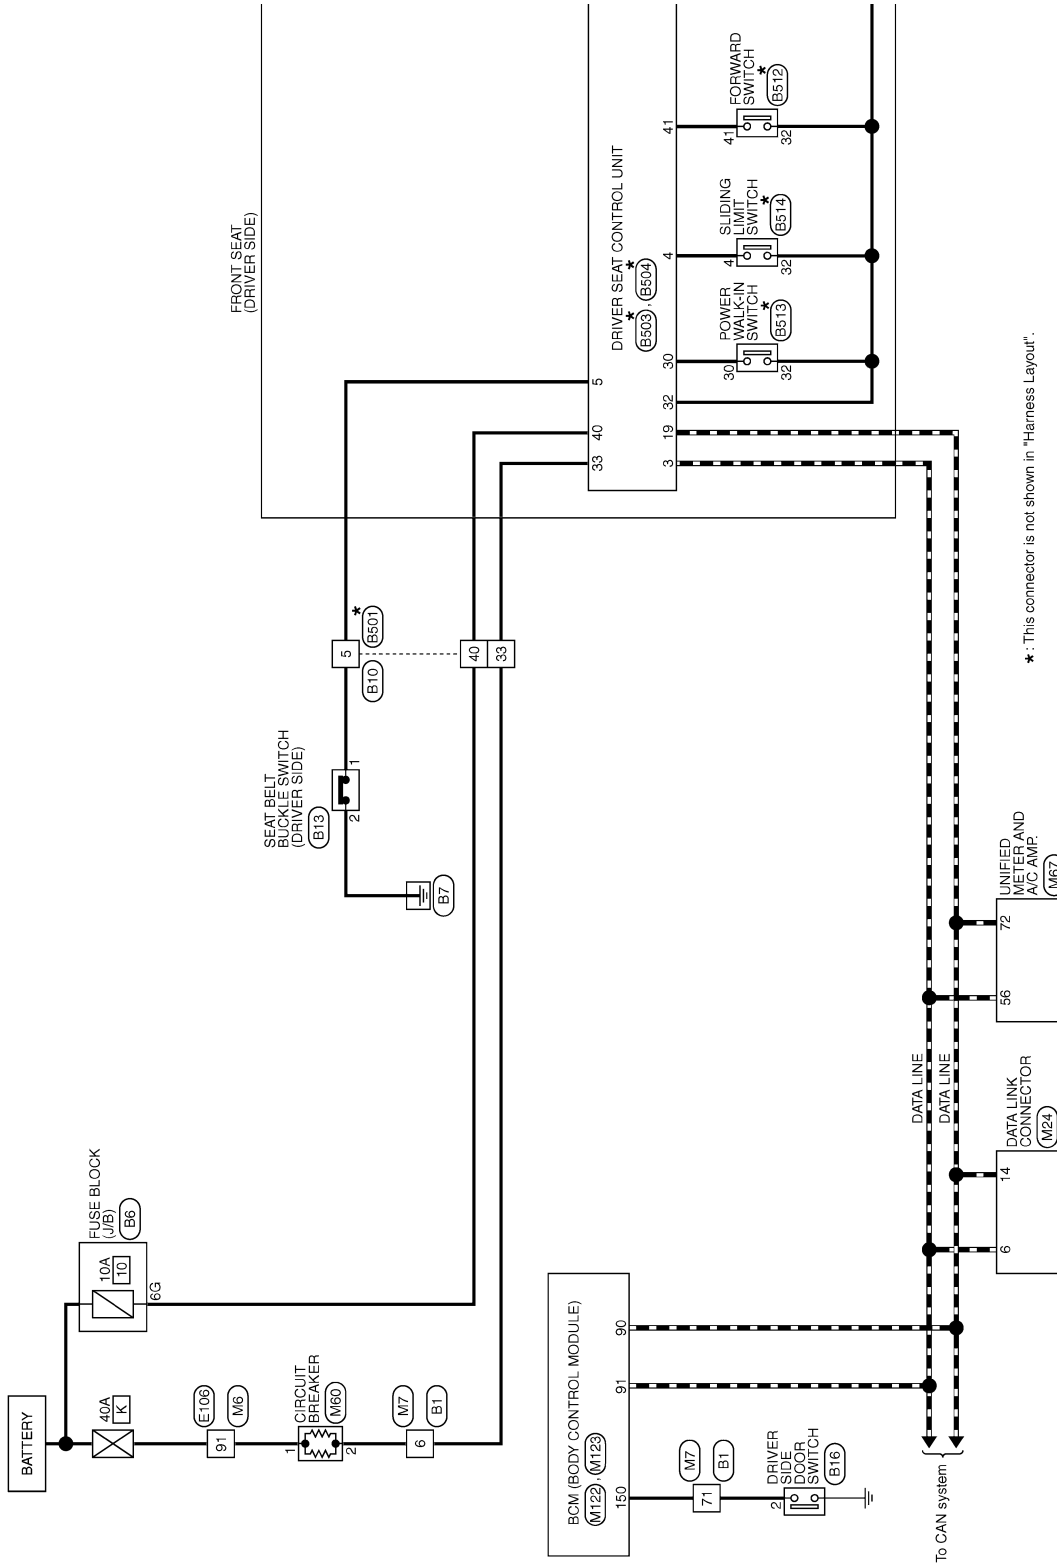 BATTERY
40A
K
FUSE BLOCK
(J/B)
B6
10A
10
6G
E106
M6
91
CIRCUIT
BREAKER
M60
1
2
M7
B1
6
SEAT BELT
BUCKLE SWITCH
(DRIVER SIDE)
B13
1
2
B7
5
B10
B501
*
40
33
FRONT SEAT
(DRIVER SIDE)
5
40
33
DRIVER SEAT CONTROL UNIT
* *
B503 , B504
41
4
30
32
19
3
FORWARD
SWITCH
*
B512
41
32
SLIDING
LIMIT
SWITCH
*
B514
4
32
POWER
WALK-IN
SWITCH
*
B513
30
32
BCM (BODY CONTROL MODULE)
M122 , M123
150
91
90
M7
B1
71
DRIVER
SIDE
DOOR
SWITCH
B16
2
DATA LINE
DATA LINE
To CAN system
DATA LINK
CONNECTOR
M24
6
14
UNIFIED
METER AND
A/C AMP.
M67
56
72
* : This connector is not shown in "Harness Layout".